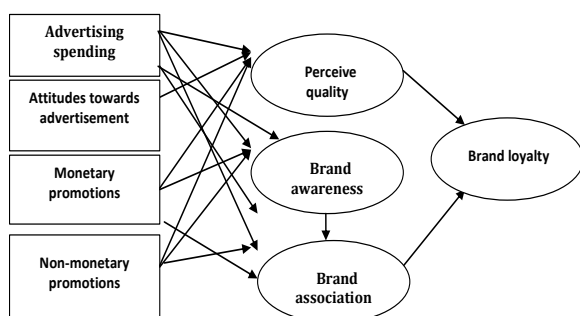 Advertising
spending
Attitudes towards
advertisement
Monetary
promotions
Non-monetary
promotions
Perceive
quality
Brand
awareness
Brand
association
Brand loyalty